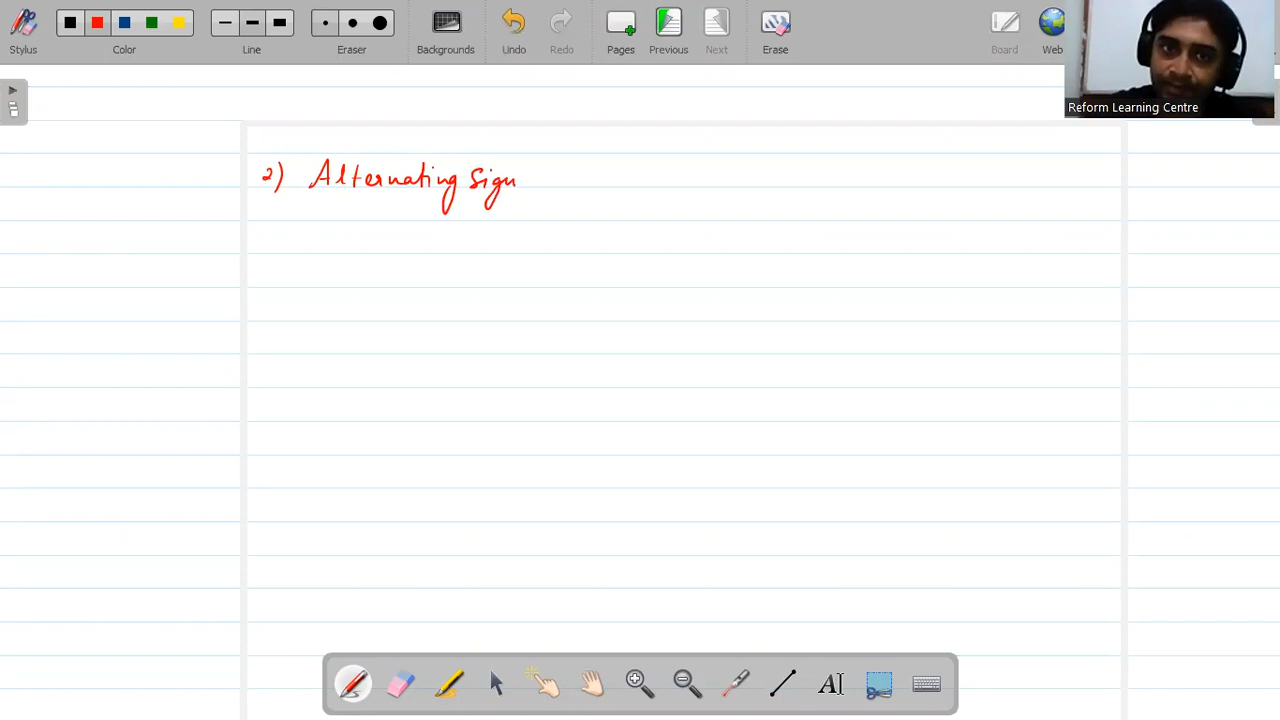 Stylus
Color
Line
Eraser
Backgrounds
Undo
Redo
Pages
Previous
Next
Erase
Board
Web
Reform Learning Centre
2) Alternating Sign